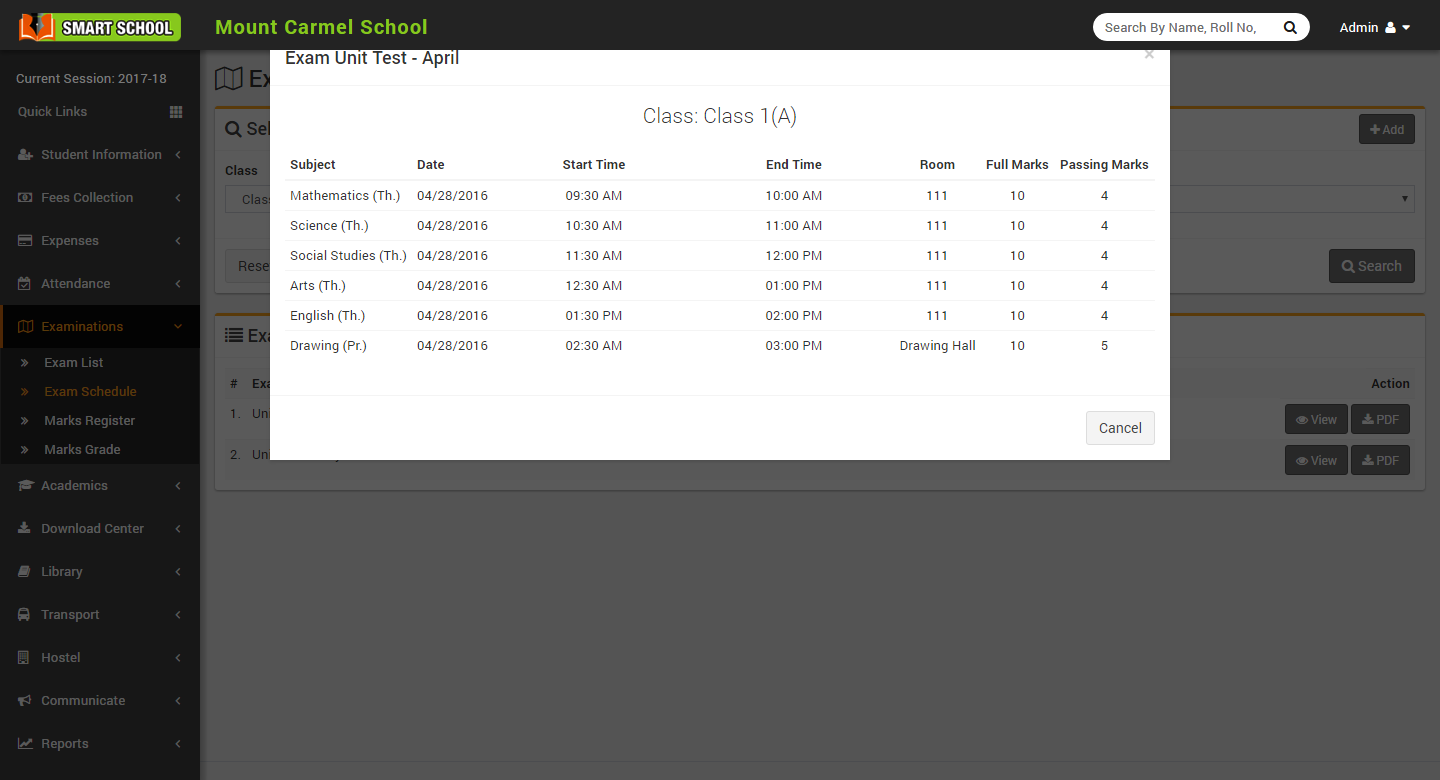 SMART SCHOOL
Mount Carmel School
Search By Name, Roll No,
Admin
Current Session: 2017-18
Quick Links
Student Information
Fees Collection
Expenses
Attendance
Examinations
Exam List
Exam Schedule
Marks Register
Marks Grade
Academics
Download Center
Library
Transport
Hostel
Communicate
Reports
Add
Class
Search
# Action
1. View PDF
2. View PDF
Exam Unit Test - April
×
Class: Class 1(A)
Subject Date Start Time End Time Room Full Marks Passing Marks
Mathematics (Th.) 04/28/2016 09:30 AM 10:00 AM 111 10 4
Science (Th.) 04/28/2016 10:30 AM 11:00 AM 111 10 4
Social Studies (Th.) 04/28/2016 11:30 AM 12:00 PM 111 10 4
Arts (Th.) 04/28/2016 12:30 AM 01:00 PM 111 10 4
English (Th.) 04/28/2016 01:30 PM 02:00 PM 111 10 4
Drawing (Pr.) 04/28/2016 02:30 AM 03:00 PM Drawing Hall 10 5
Cancel